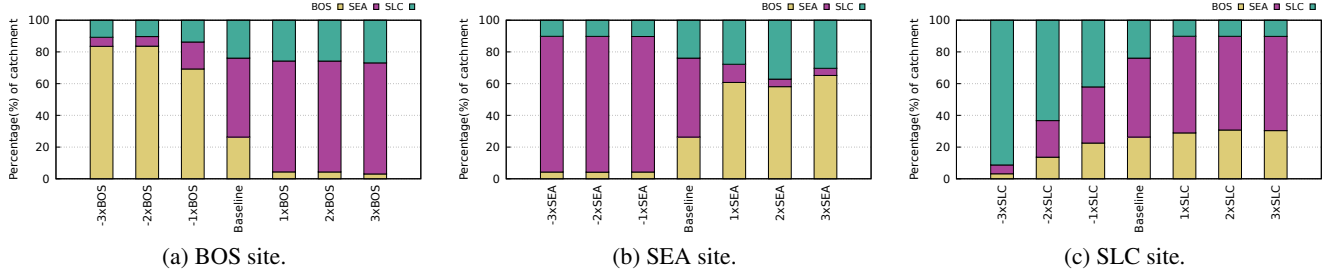 BOS SEA SLC
Percentage(%) of catchment
100
80
60
40
20
0
-3xBOS
-2xBOS
-1xBOS
Baseline
1xBOS
2xBOS
3xBOS
(a) BOS site.
BOS SEA SLC
Percentage(%) of catchment
100
80
60
40
20
0
-3xSEA
-2xSEA
-1xSEA
Baseline
1xSEA
2xSEA
3xSEA
(b) SEA site.
BOS SEA SLC
Percentage(%) of catchment
100
80
60
40
20
0
-3xSLC
-2xSLC
-1xSLC
Baseline
1xSLC
2xSLC
3xSLC
(c) SLC site.